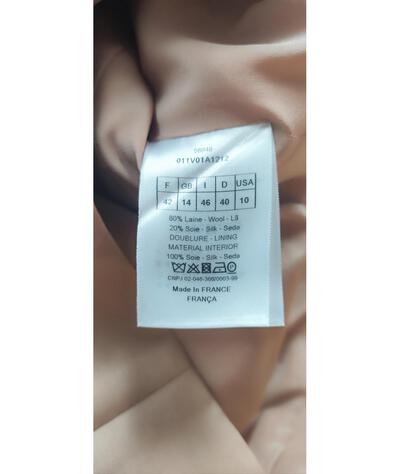 011V01A1212
F GB I D USA
42 14 46 40 10
80% Laine - Wool - Lã
20% Soie - Silk - Seda
DOUBLURE - LINING
MATERIAL INTERIOR
100% Soie - Silk - Seda
Made In FRANCE
FRANÇA